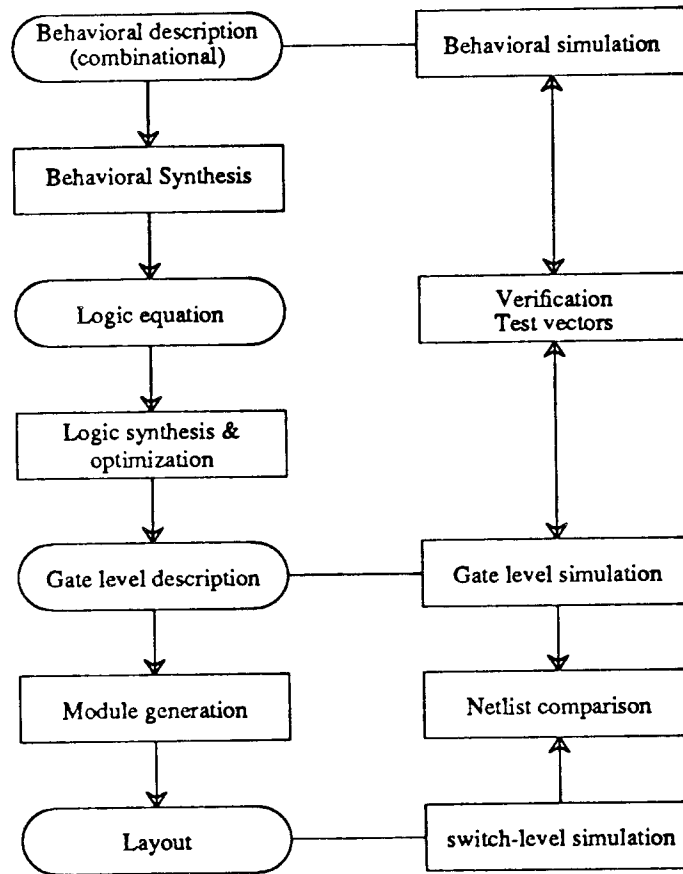 Behavioral description
(combinational)
Behavioral simulation
Behavioral Synthesis
Logic equation
Verification
Test vectors
Logic synthesis &
optimization
Gate level description
Gate level simulation
Module generation
Netlist comparison
Layout
switch-level simulation